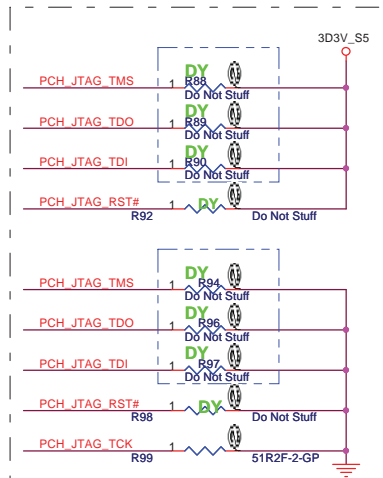 3D3V_S5
DY
PCH_JTAG_TMS 1 R88
Do Not Stuff
DY
PCH_JTAG_TDO 1 R89
Do Not Stuff
DY
PCH_JTAG_TDI 1 R90
Do Not Stuff
PCH_JTAG_RST# 1 DY
R92 Do Not Stuff
DY
PCH_JTAG_TMS 1 R94
Do Not Stuff
DY
PCH_JTAG_TDO 1 R96
Do Not Stuff
DY
PCH_JTAG_TDI 1 R97
Do Not Stuff
PCH_JTAG_RST# 1 DY
R98 Do Not Stuff
PCH_JTAG_TCK 1
R99 51R2F-2-GP